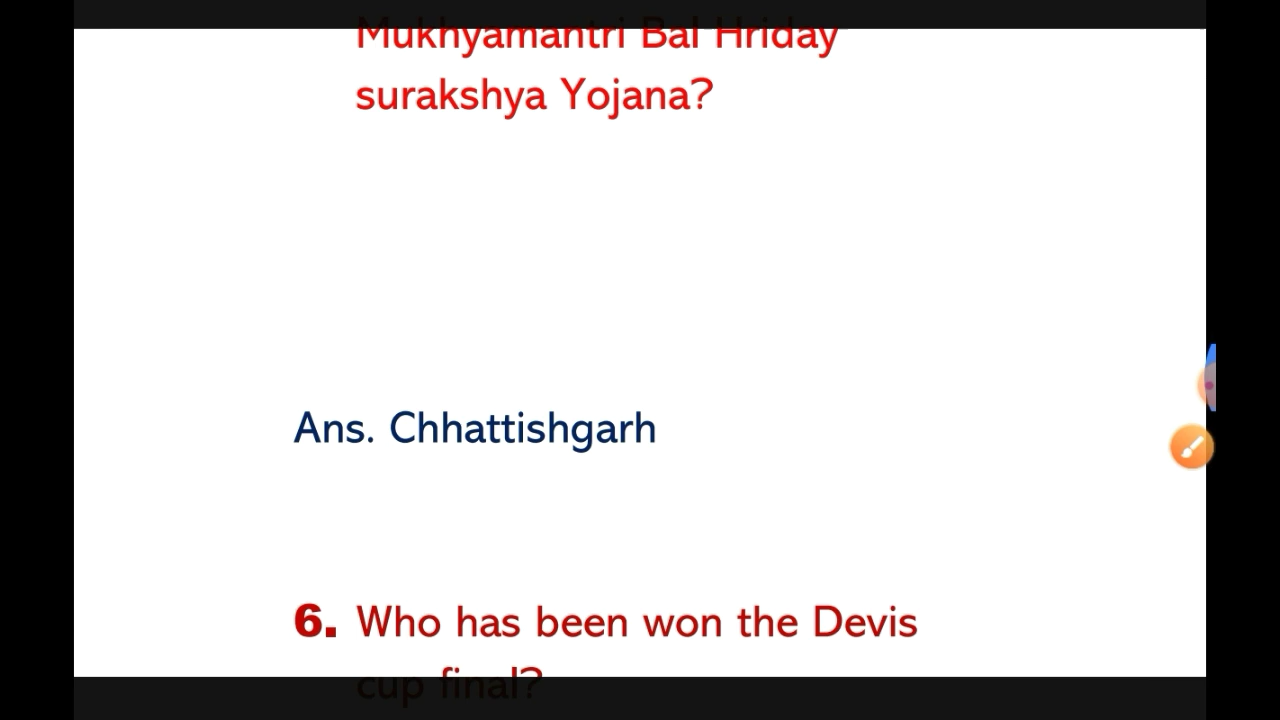 Mukhyamantri Bal Hriday
surakshya Yojana?
Ans. Chhattishgarh
6. Who has been won the Devis
cup final?